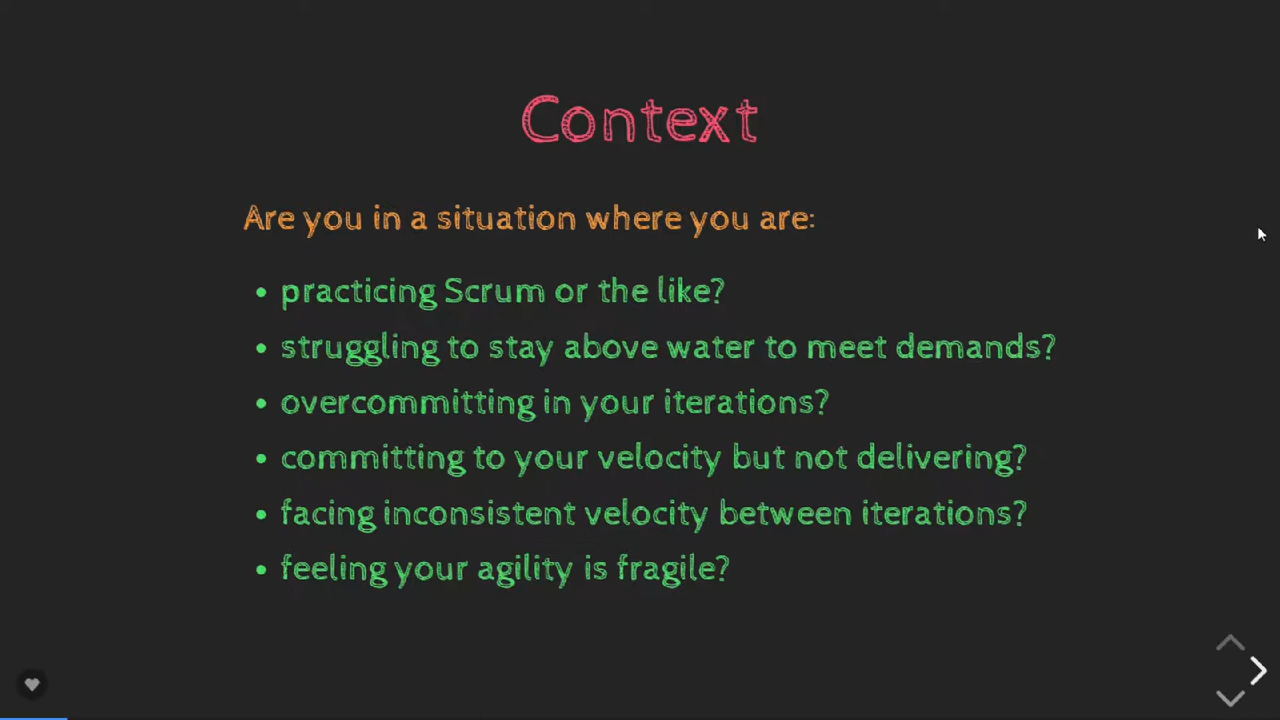 Context
Are you in a situation where you are:
practicing Scrum or the like?
struggling to stay above water to meet demands?
overcommitting in your iterations?
committing to your velocity but not delivering?
facing inconsistent velocity between iterations?
feeling your agility is fragile?